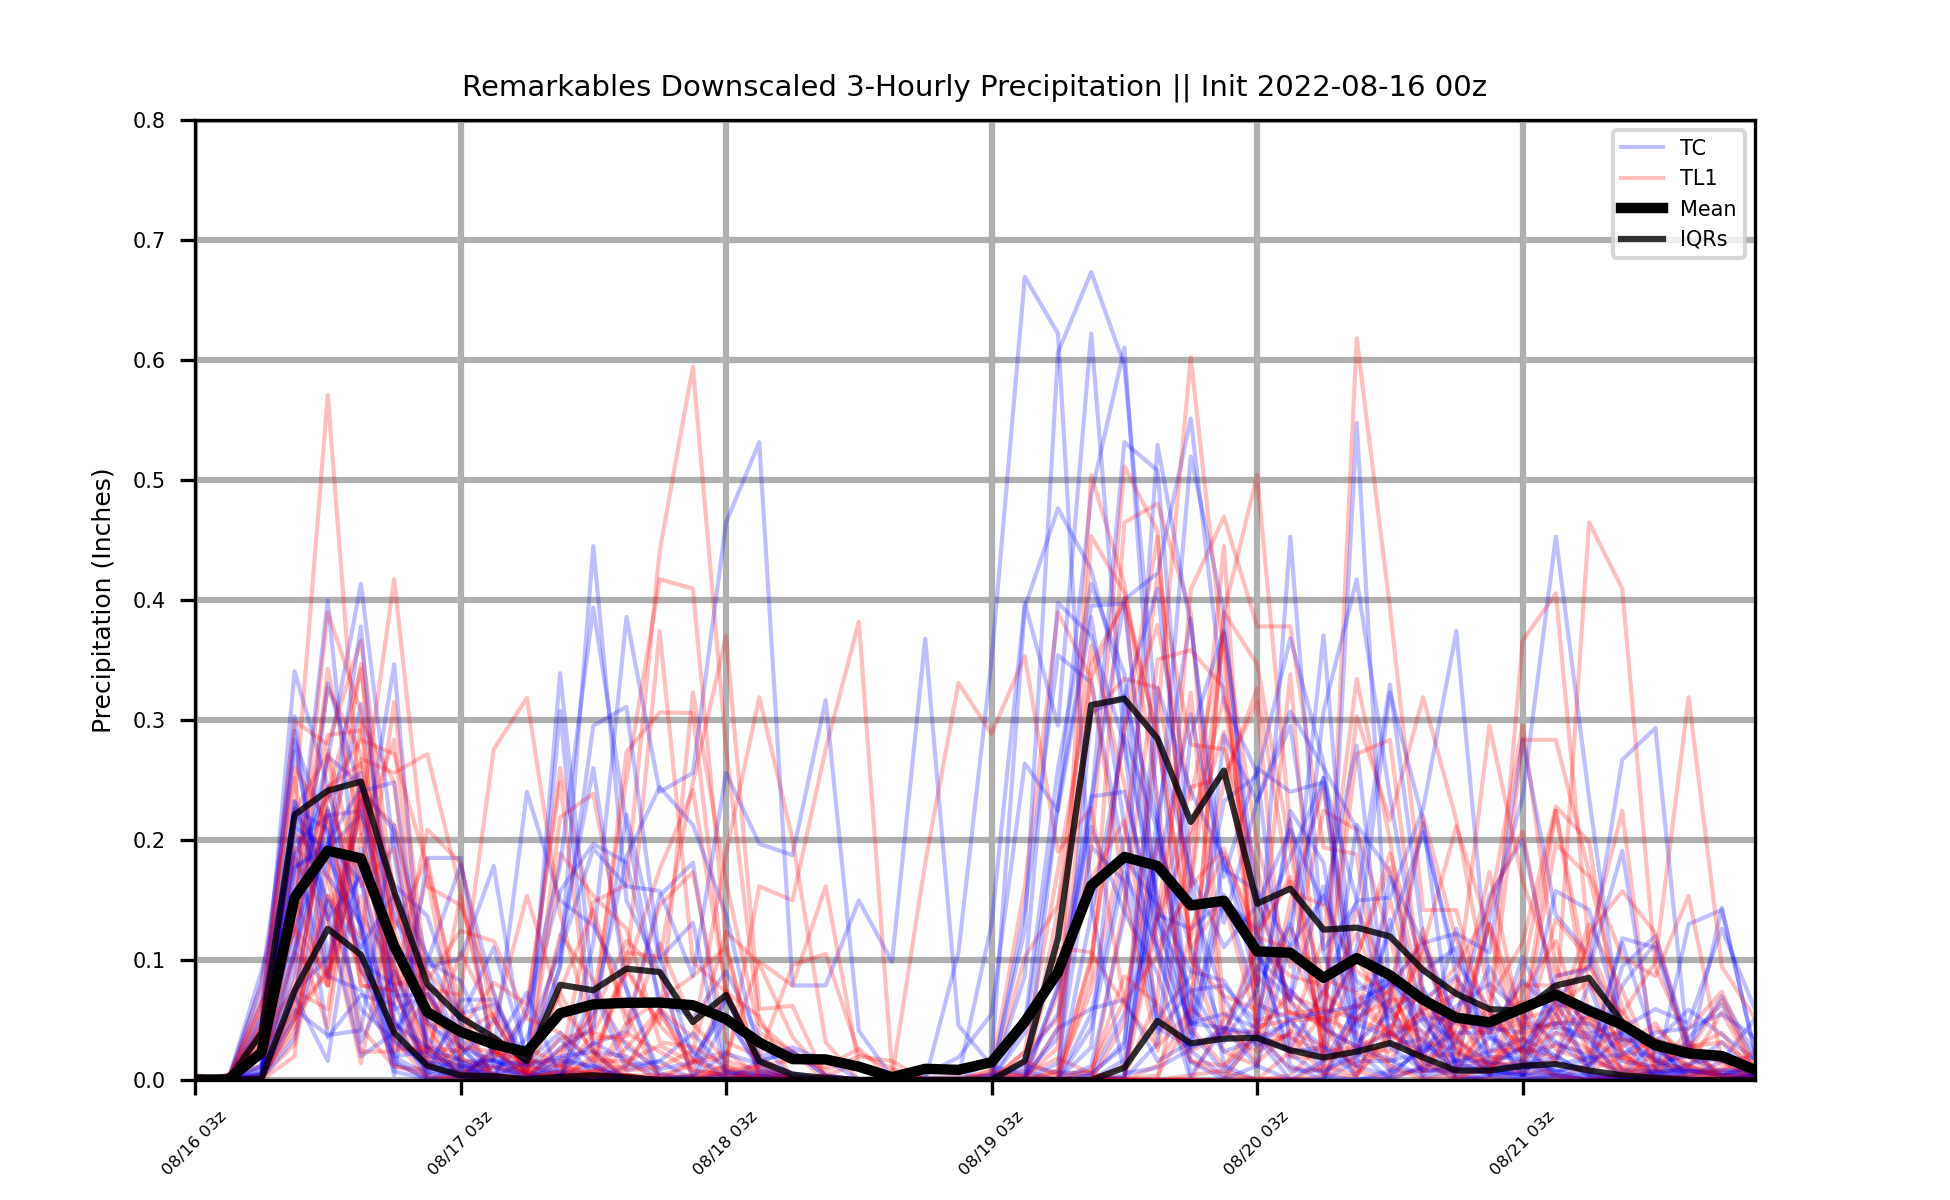 Remarkables Downscaled 3-Hourly Precipitation || Init 2022-08-16 00z
0.8
0.7
0.6
0.5
0.4
0.3
0.2
0.1
0.0
Precipitation (Inches)
TC
TL1
Mean
IQRs
08/16 03z
08/17 03z
08/18 03z
08/19 03z
08/20 03z
08/21 03z